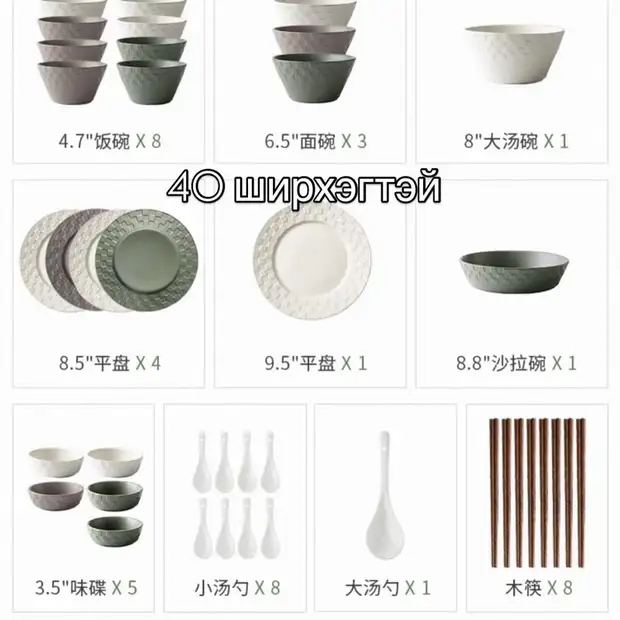 4.7"饭碗 X 8
6.5"面碗 X 3
8"大汤碗 X 1
40 ширхэгтэй
8.5"平盘 X 4
9.5"平盘 X 1
8.8"沙拉碗 X 1
3.5"味碟 X 5
小汤勺 X 8
大汤勺 X 1
木筷 X 8